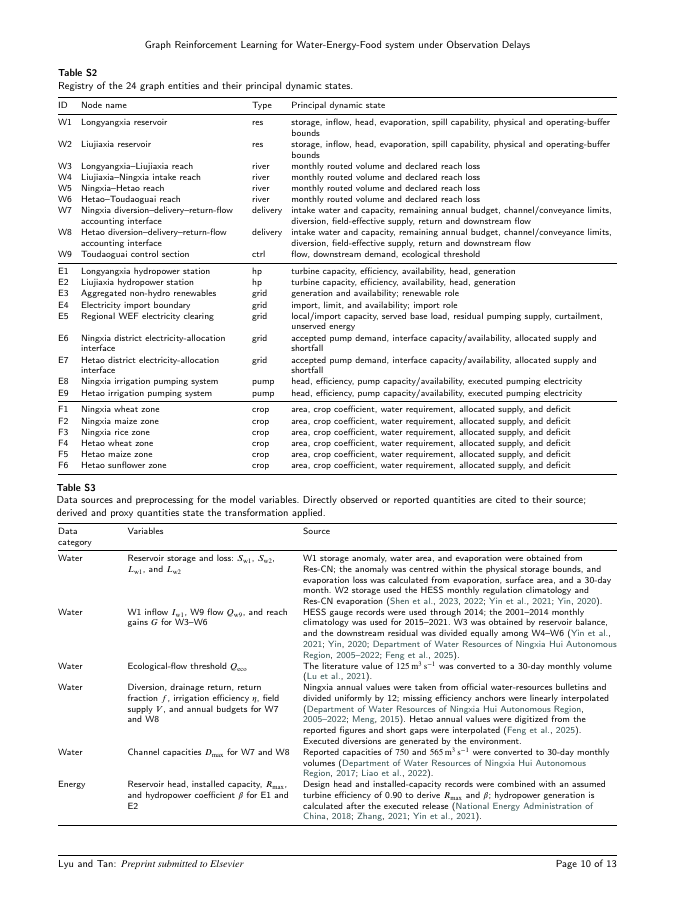 Graph Reinforcement Learning for Water-Energy-Food system under Observation Delays
Table S2
Registry of the 24 graph entities and their principal dynamic states.
ID Node name Type Principal dynamic state
W1 Longyangxia reservoir res storage, inflow, head, evaporation, spill capability, physical and operating-buffer
bounds
W2 Liujiaxia reservoir res storage, inflow, head, evaporation, spill capability, physical and operating-buffer
bounds
W3 Longyangxia–Liujiaxia reach river monthly routed volume and declared reach loss
W4 Liujiaxia–Ningxia intake reach river monthly routed volume and declared reach loss
W5 Ningxia–Hetao reach river monthly routed volume and declared reach loss
W6 Hetao–Toudaoguai reach river monthly routed volume and declared reach loss
W7 Ningxia diversion–delivery–return-flow delivery intake water and capacity, remaining annual budget, channel/conveyance limits,
accounting interface diversion, field-effective supply, return and downstream flow
W8 Hetao diversion–delivery–return-flow delivery intake water and capacity, remaining annual budget, channel/conveyance limits,
accounting interface diversion, field-effective supply, return and downstream flow
W9 Toudaoguai control section ctrl flow, downstream demand, ecological threshold
E1 Longyangxia hydropower station hp turbine capacity, efficiency, availability, head, generation
E2 Liujiaxia hydropower station hp turbine capacity, efficiency, availability, head, generation
E3 Aggregated non-hydro renewables grid generation and availability; renewable role
E4 Electricity import boundary grid import, limit, and availability; import role
E5 Regional WEF electricity clearing grid local/import capacity, served base load, residual pumping supply, curtailment,
unserved energy
E6 Ningxia district electricity-allocation grid accepted pump demand, interface capacity/availability, allocated supply and
interface shortfall
E7 Hetao district electricity-allocation grid accepted pump demand, interface capacity/availability, allocated supply and
interface shortfall
E8 Ningxia irrigation pumping system pump head, efficiency, pump capacity/availability, executed pumping electricity
E9 Hetao irrigation pumping system pump head, efficiency, pump capacity/availability, executed pumping electricity
F1 Ningxia wheat zone crop area, crop coefficient, water requirement, allocated supply, and deficit
F2 Ningxia maize zone crop area, crop coefficient, water requirement, allocated supply, and deficit
F3 Ningxia rice zone crop area, crop coefficient, water requirement, allocated supply, and deficit
F4 Hetao wheat zone crop area, crop coefficient, water requirement, allocated supply, and deficit
F5 Hetao maize zone crop area, crop coefficient, water requirement, allocated supply, and deficit
F6 Hetao sunflower zone crop area, crop coefficient, water requirement, allocated supply, and deficit
Table S3
Data sources and preprocessing for the model variables. Directly observed or reported quantities are cited to their source;
derived and proxy quantities state the transformation applied.
Data Variables Source
category
Water Reservoir storage and loss: S_w1, S_w2, W1 storage anomaly, water area, and evaporation were obtained from
L_w1, and L_w2 Res-CN; the anomaly was centred within the physical storage bounds, and
evaporation loss was calculated from evaporation, surface area, and a 30-day
month. W2 storage used the HESS monthly regulation climatology and
Res-CN evaporation (Shen et al., 2023, 2022; Yin et al., 2021; Yin, 2020).
Water W1 inflow I_w1, W9 flow Q_w9, and reach HESS gauge records were used through 2014; the 2001–2014 monthly
gains G for W3–W6 climatology was used for 2015–2021. W3 was obtained by reservoir balance,
and the downstream residual was divided equally among W4–W6 (Yin et al.,
2021; Yin, 2020; Department of Water Resources of Ningxia Hui Autonomous
Region, 2005–2022; Feng et al., 2025).
Water Ecological-flow threshold Q_eco The literature value of 125 m³ s⁻¹ was converted to a 30-day monthly volume
(Lu et al., 2021).
Water Diversion, drainage return, return Ningxia annual values were taken from official water-resources bulletins and
fraction f, irrigation efficiency η, field divided uniformly by 12; missing efficiency anchors were linearly interpolated
supply V, and annual budgets for W7 (Department of Water Resources of Ningxia Hui Autonomous Region,
and W8 2005–2022; Meng, 2015). Hetao annual values were digitized from the
reported figures and short gaps were interpolated (Feng et al., 2025).
Executed diversions are generated by the environment.
Water Channel capacities D_max for W7 and W8 Reported capacities of 750 and 565 m³ s⁻¹ were converted to 30-day monthly
volumes (Department of Water Resources of Ningxia Hui Autonomous
Region, 2017; Liao et al., 2022).
Energy Reservoir head, installed capacity, R_max, Design head and installed-capacity records were combined with an assumed
and hydropower coefficient β for E1 and turbine efficiency of 0.90 to derive R_max and β; hydropower generation is
E2 calculated after the executed release (National Energy Administration of
China, 2018; Zhang, 2021; Yin et al., 2021).
Lyu and Tan: Preprint submitted to Elsevier Page 10 of 13